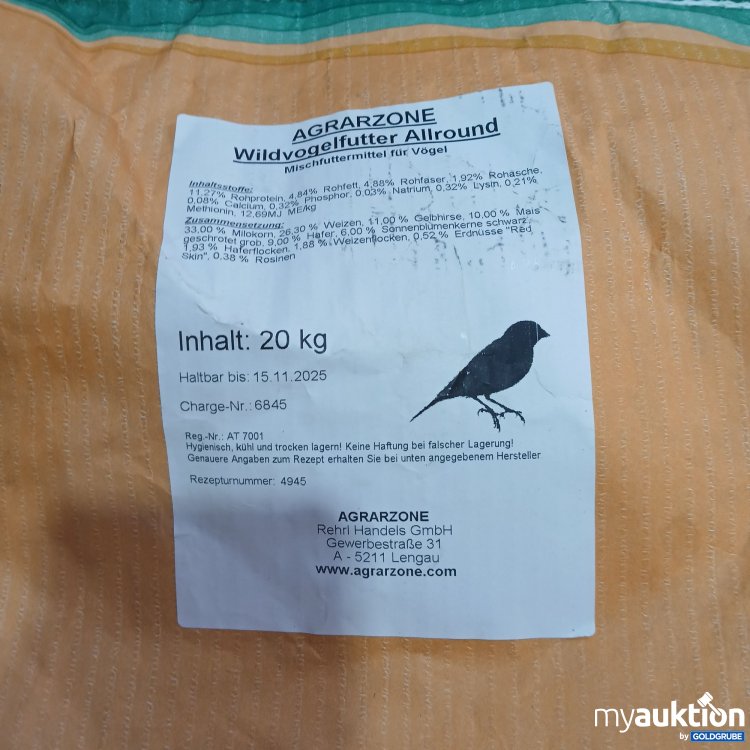 AGRARZONE
Wildvogelfutter Allround
Mischfuttermittel für Vögel
Inhaltsstoffe:
11,27% Rohprotein, 4,84% Rohfett, 4,88% Rohfaser, 1,92% Rohasche,
0,08% Calcium, 0,32% Phosphor, 0,03% Natrium, 0,32% Lysin, 0,21%
Methionin, 12,69MJ ME/kg
Zusammensetzung:
33,00 % Milokorn, 26,30 % Weizen, 11,00 % Gelbhirse, 10,00 % Mais
geschrotet grob, 9,00 % Hafer, 6,00 % Sonnenblumenkerne schwarz,
1,93 % Haferflocken, 1,88 % Weizenflocken, 0,52 % Erdnüsse "Red
Skin", 0,38 % Rosinen
Inhalt: 20 kg
Haltbar bis: 15.11.2025
Charge-Nr.: 6845
Reg.-Nr.: AT 7001
Hygienisch, kühl und trocken lagern! Keine Haftung bei falscher Lagerung!
Genauere Angaben zum Rezept erhalten Sie bei unten angegebenem Hersteller
Rezepturnummer: 4945
AGRARZONE
Rehrl Handels GmbH
Gewerbestraße 31
A - 5211 Lengau
www.agrarzone.com
myauktion
by GOLDGRUBE